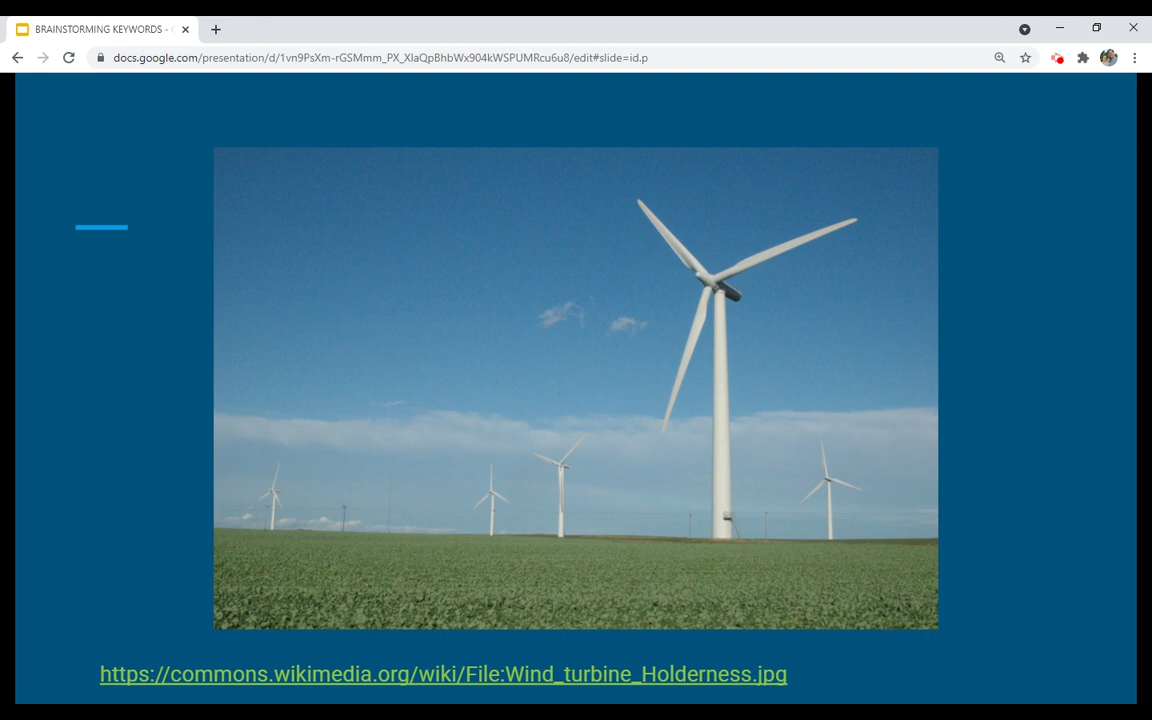 BRAINSTORMING KEYWORDS -
docs.google.com/presentation/d/1vn9PsXm-rGSMmm_PX_XlaQpBhbWx904kWSPUMRcu6u8/edit#slide=id.p
https://commons.wikimedia.org/wiki/File:Wind_turbine_Holderness.jpg